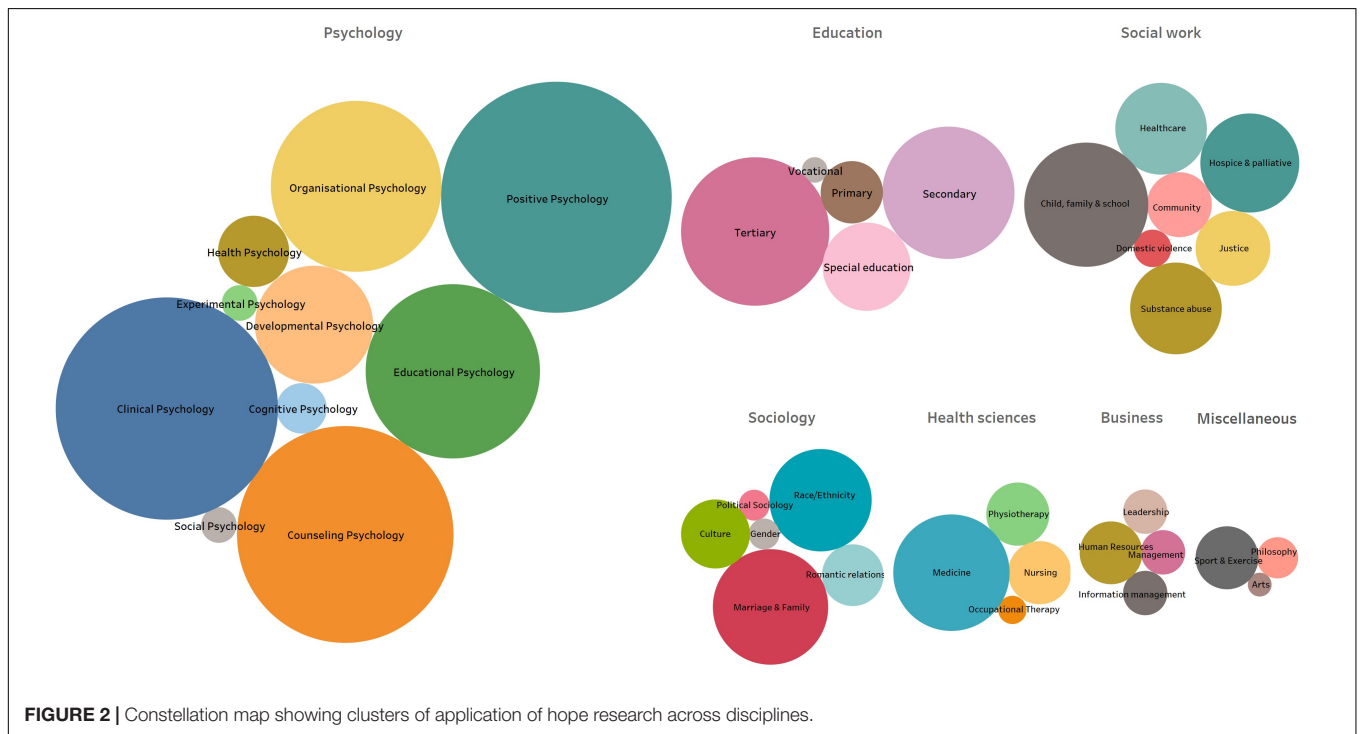 Psychology
Education
Social work
Organisational Psychology
Positive Psychology
Health Psychology
Experimental Psychology
Developmental Psychology
Educational Psychology
Clinical Psychology
Cognitive Psychology
Social Psychology
Counseling Psychology
Vocational
Primary
Secondary
Tertiary
Special education
Healthcare
Hospice & palliative
Child, family & school
Community
Domestic violence
Justice
Substance abuse
Sociology
Health sciences
Business
Miscellaneous
Race/Ethnicity
Political Sociology
Culture
Gender
Romantic relations
Marriage & Family
Physiotherapy
Medicine
Nursing
Occupational Therapy
Leadership
Human Resources
Management
Information management
Sport & Exercise
Philosophy
Arts
FIGURE 2 | Constellation map showing clusters of application of hope research across disciplines.